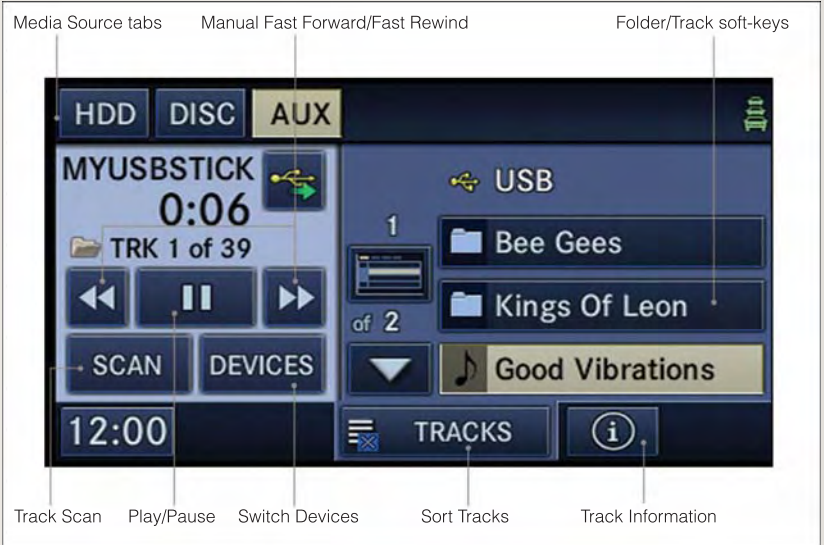 Media Source tabs
Manual Fast Forward/Fast Rewind
Folder/Track soft-keys
HDD
DISC
AUX
MYUSBSTICK
0:06
TRK 1 of 39
SCAN
DEVICES
12:00
USB
1
of 2
Bee Gees
Kings Of Leon
Good Vibrations
TRACKS
i
Track Scan
Play/Pause
Switch Devices
Sort Tracks
Track Information